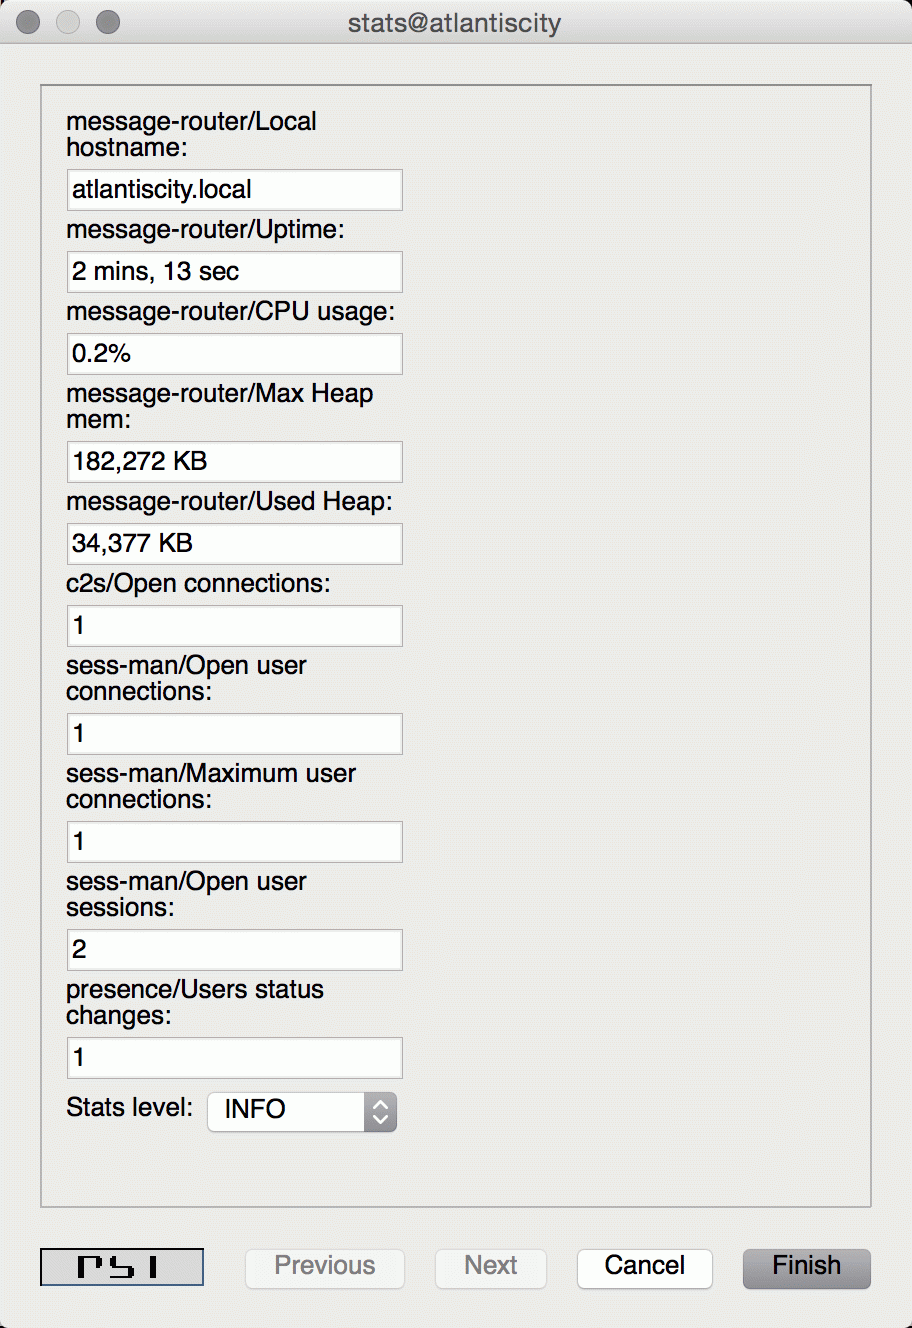 stats@atlantiscity
message-router/Local
hostname:
atlantiscity.local
message-router/Uptime:
2 mins, 13 sec
message-router/CPU usage:
0.2%
message-router/Max Heap
mem:
182,272 KB
message-router/Used Heap:
34,377 KB
c2s/Open connections:
1
sess-man/Open user
connections:
1
sess-man/Maximum user
connections:
1
sess-man/Open user
sessions:
2
presence/Users status
changes:
1
Stats level: INFO
PSI Previous Next Cancel Finish